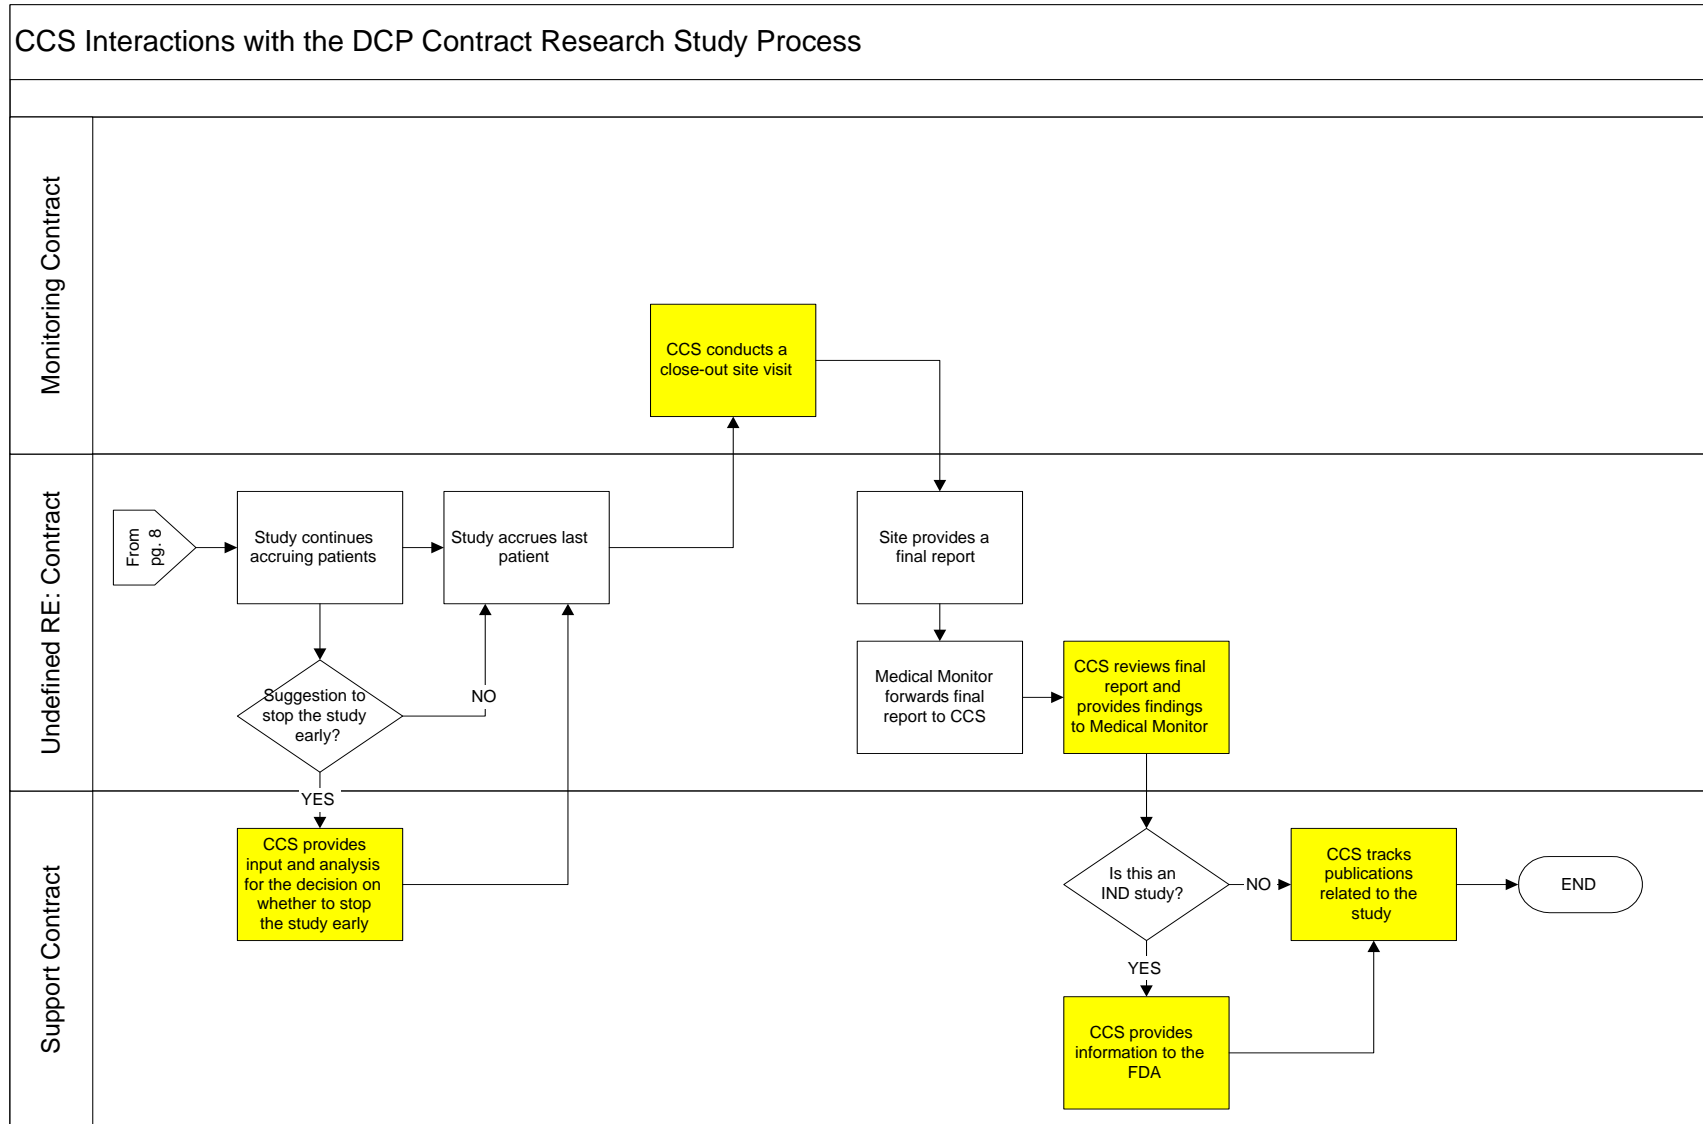 CCS Interactions with the DCP Contract Research Study Process
Monitoring Contract
CCS conducts a
close-out site visit
Undefined RE: Contract
From
pg. 8
Study continues
accruing patients
Study accrues last
patient
Suggestion to
stop the study
early?
NO
YES
Site provides a
final report
Medical Monitor
forwards final
report to CCS
CCS reviews final
report and
provides findings
to Medical Monitor
Support Contract
CCS provides
input and analysis
for the decision on
whether to stop
the study early
Is this an
IND study?
NO
YES
CCS tracks
publications
related to the
study
END
CCS provides
information to the
FDA